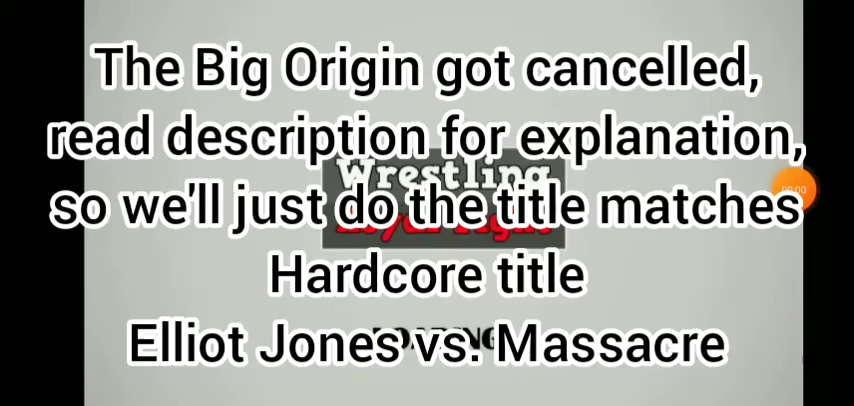 The Big Origin got cancelled,
read description for explanation,
Wrestling
so we'll just do the title matches
Hardcore title
Elliot Jones vs. Massacre